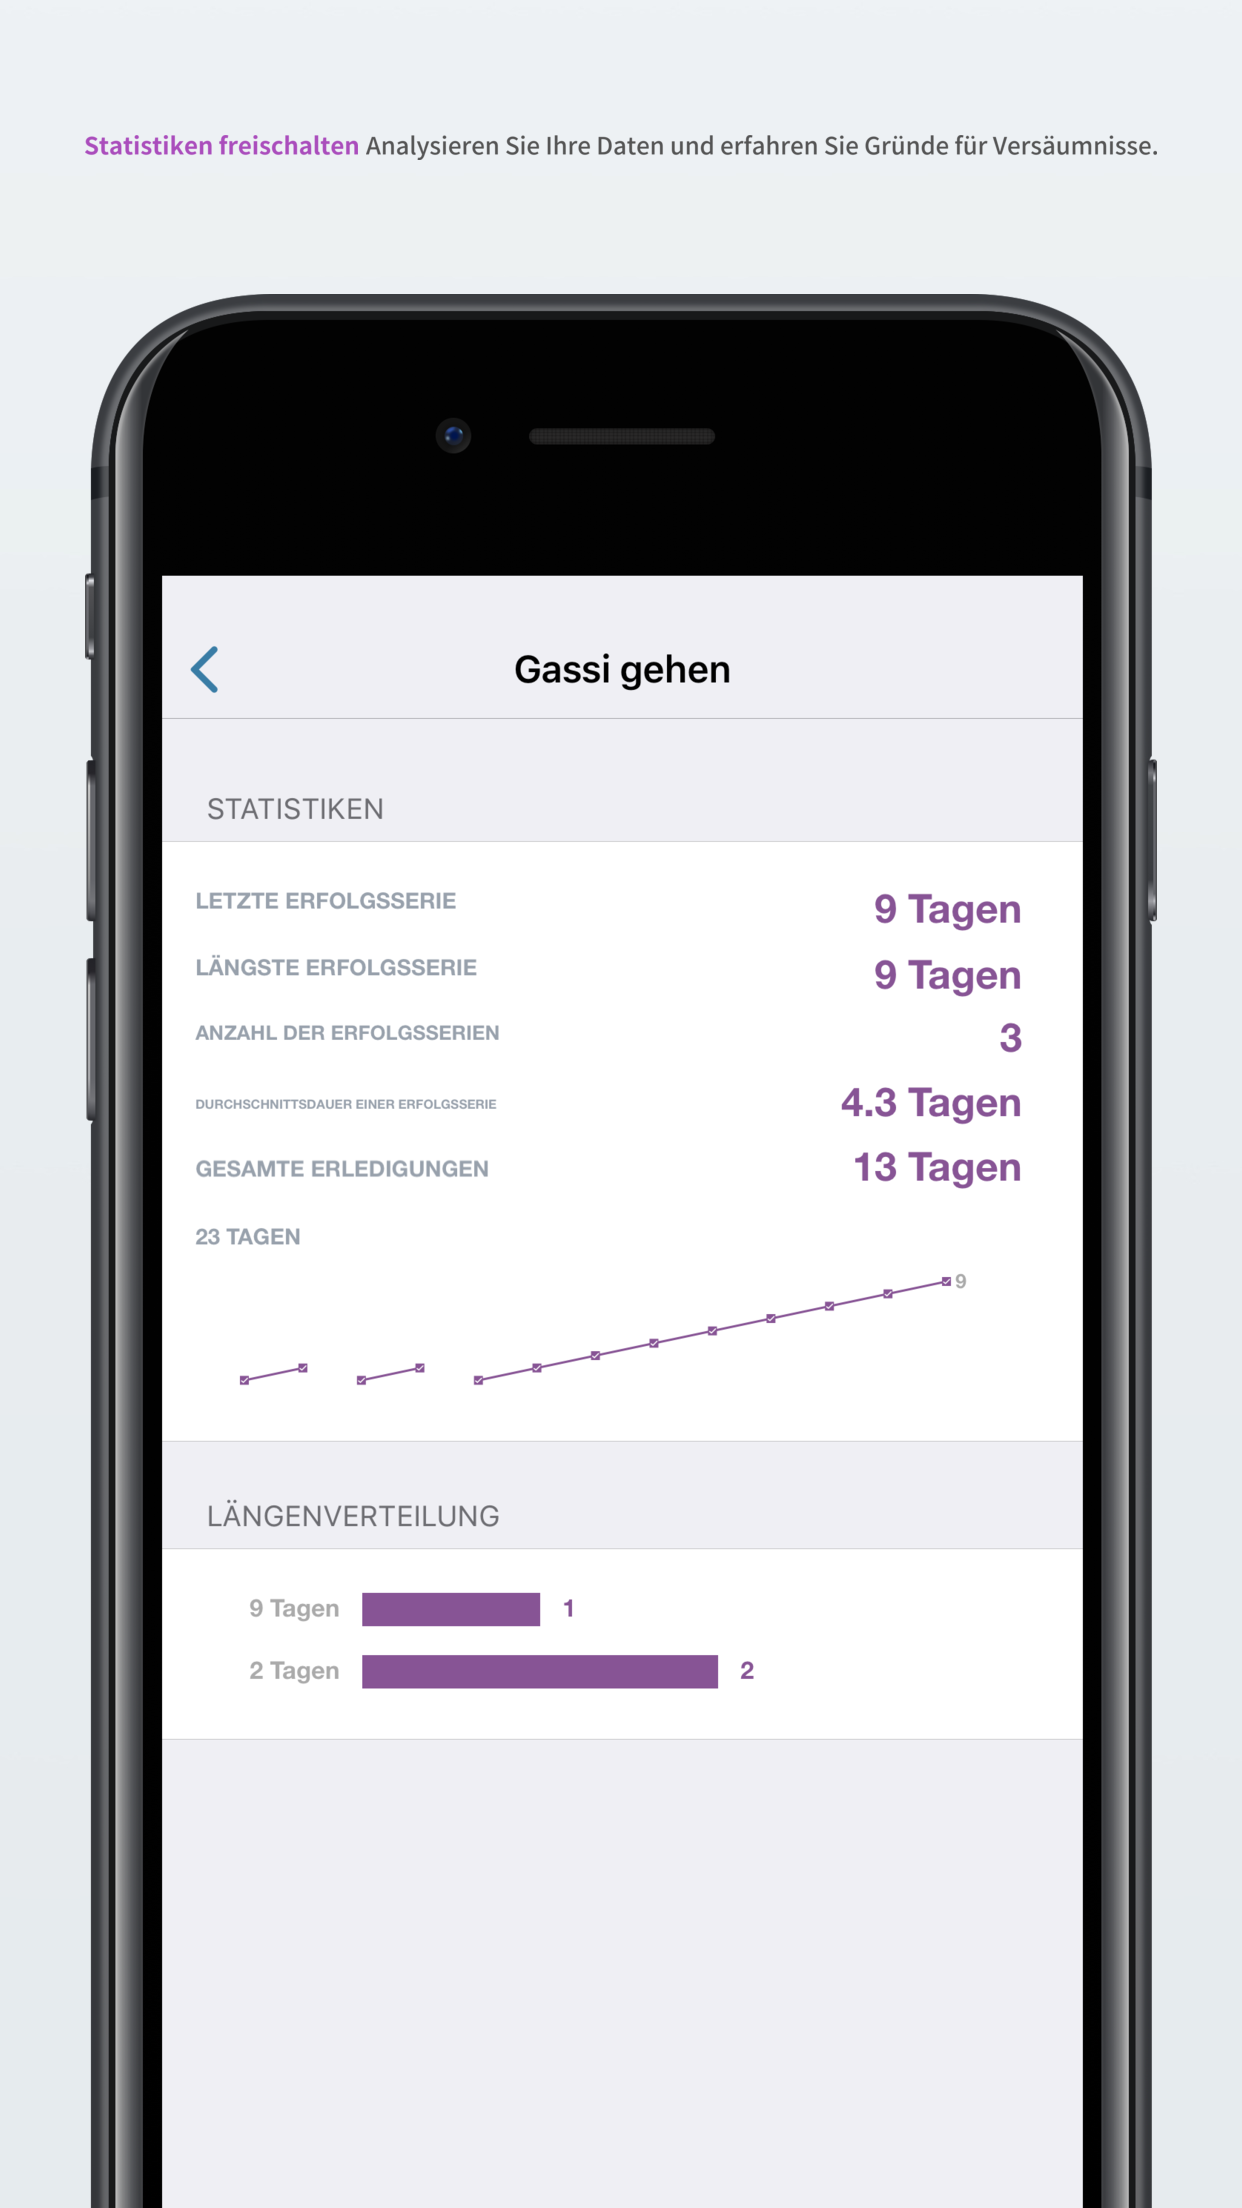 Statistiken freischalten Analysieren Sie Ihre Daten und erfahren Sie Gründe für Versäumnisse.
Gassi gehen
STATISTIKEN
LETZTE ERFOLGSSERIE 9 Tagen
LÄNGSTE ERFOLGSSERIE 9 Tagen
ANZAHL DER ERFOLGSSERIEN 3
DURCHSCHNITTSDAUER EINER ERFOLGSSERIE 4.3 Tagen
GESAMTE ERLEDIGUNGEN 13 Tagen
23 TAGEN
9
LÄNGENVERTEILUNG
9 Tagen 1
2 Tagen 2